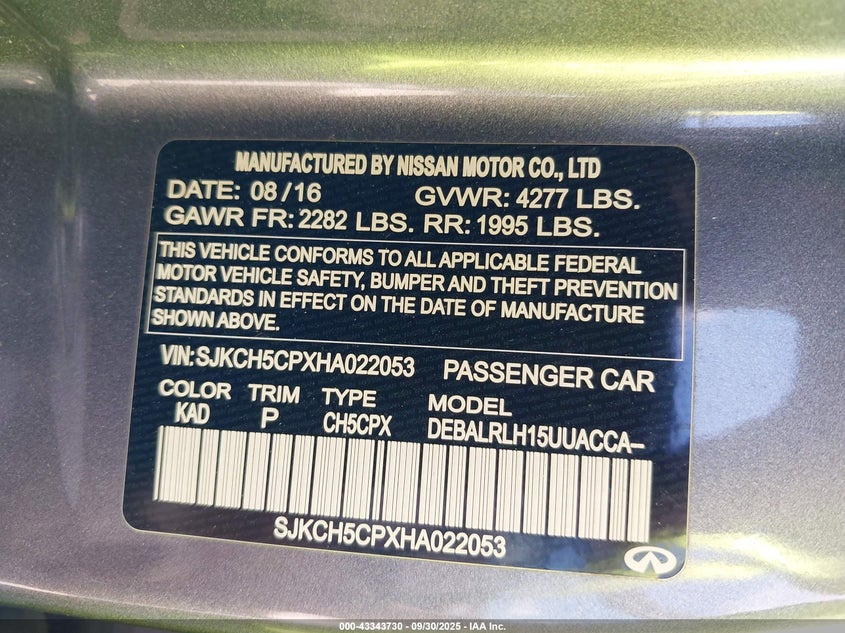 MANUFACTURED BY NISSAN MOTOR CO., LTD
DATE: 08/16 GVWR: 4277 LBS.
GAWR FR: 2282 LBS. RR: 1995 LBS.
THIS VEHICLE CONFORMS TO ALL APPLICABLE FEDERAL
MOTOR VEHICLE SAFETY, BUMPER AND THEFT PREVENTION
STANDARDS IN EFFECT ON THE DATE OF MANUFACTURE
SHOWN ABOVE.
VIN:SJKCH5CPXHA022053 PASSENGER CAR
COLOR TRIM TYPE MODEL
KAD P CH5CPX DEBALRLH15UUACCA–
SJKCH5CPXHA022053
000-43343730 - 09/30/2025 - IAA Inc.